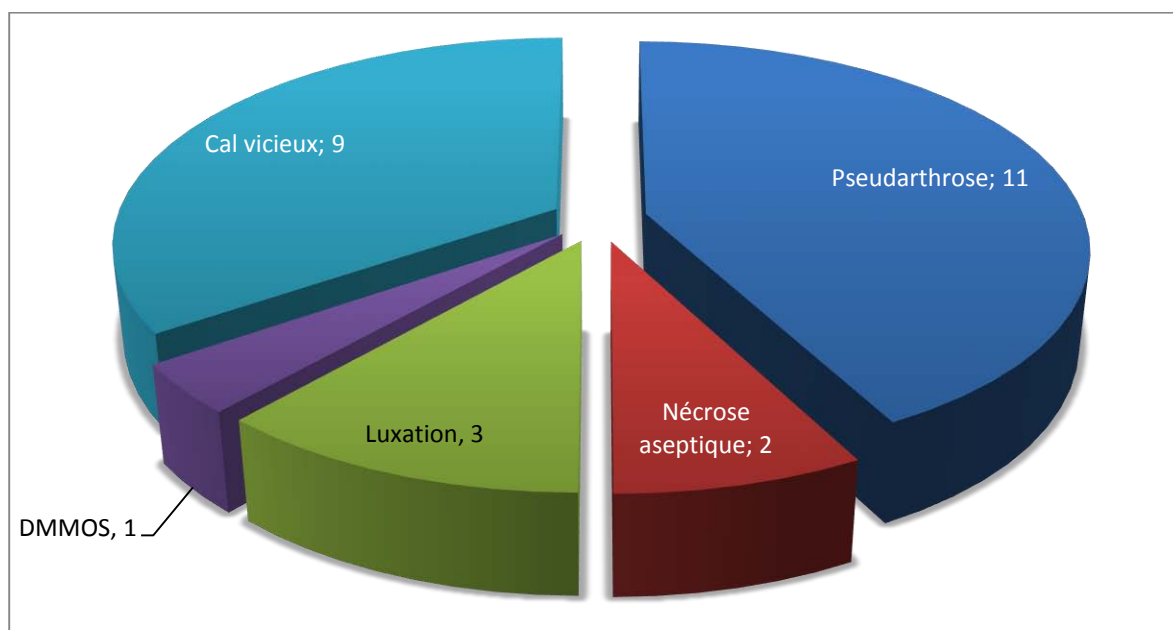 Cal vicieux; 9
Pseudarthrose; 11
Nécrose
aseptique; 2
Luxation, 3
DMMOS, 1